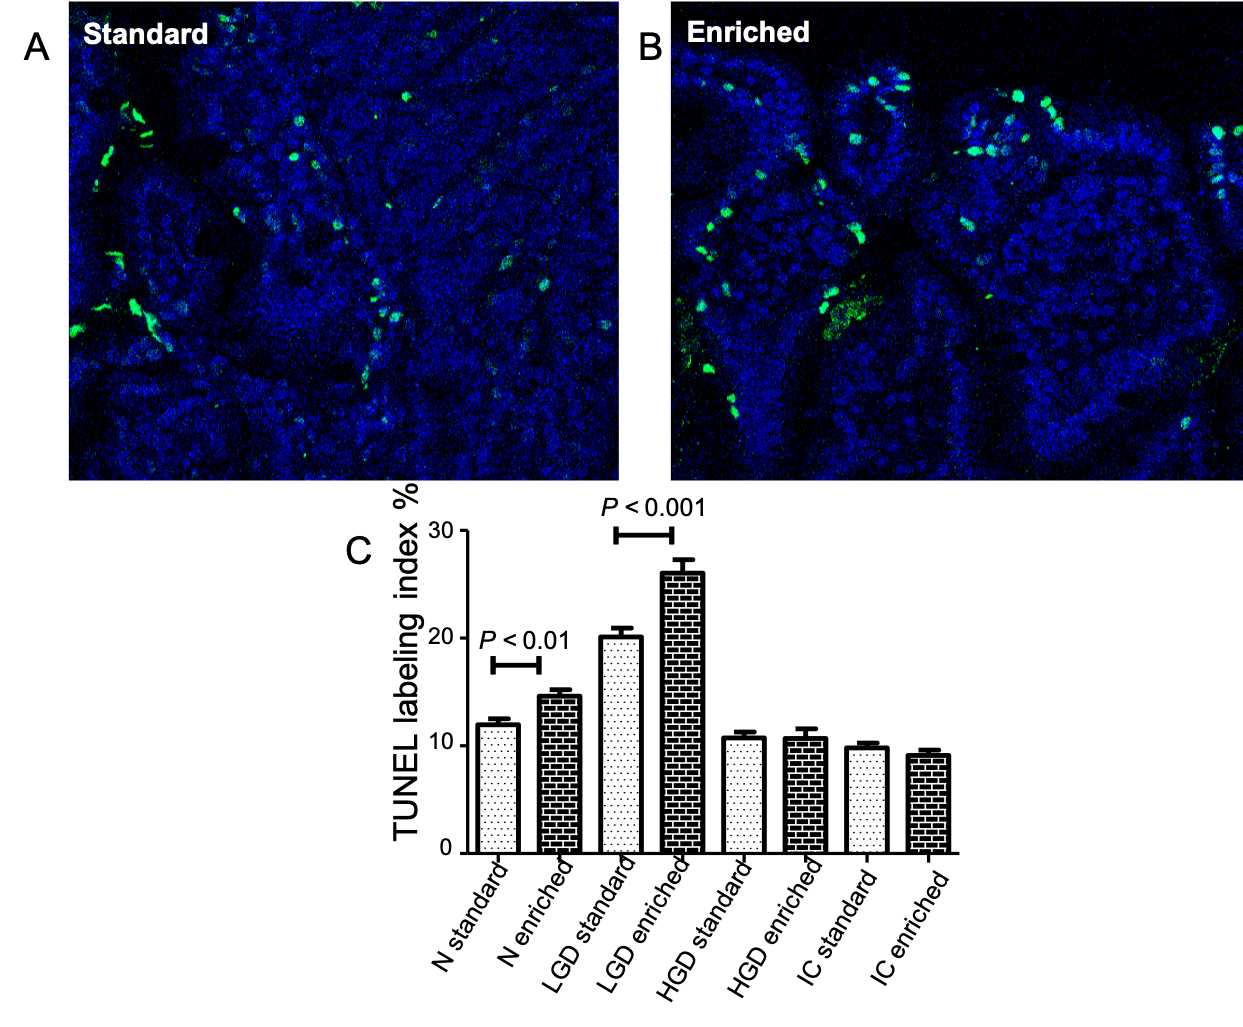 A
Standard
B
Enriched
C
TUNEL labeling index %
30
20
10
0
P < 0.01
P < 0.001
N standard
N enriched
LGD standard
LGD enriched
HGD standard
HGD enriched
IC standard
IC enriched